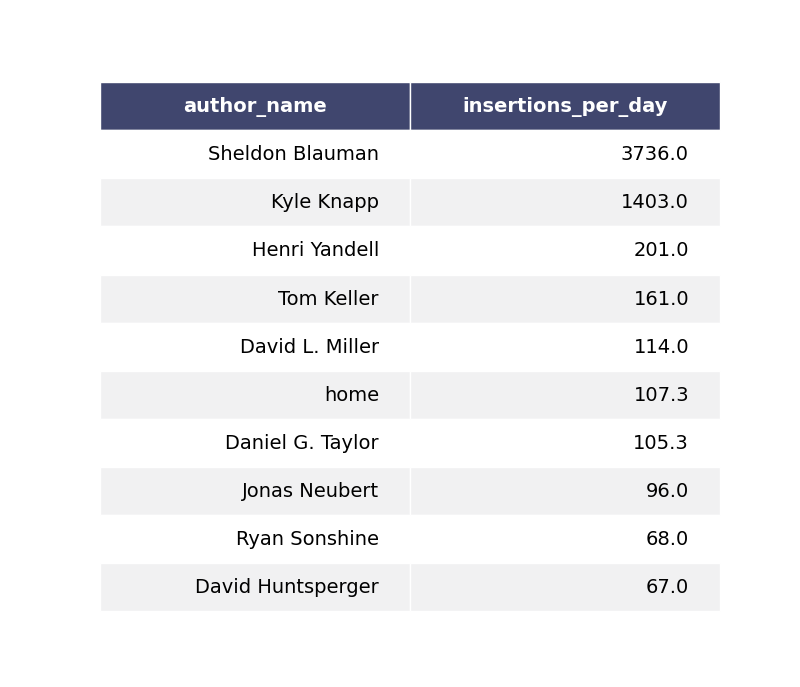 author_name insertions_per_day
Sheldon Blauman 3736.0
Kyle Knapp 1403.0
Henri Yandell 201.0
Tom Keller 161.0
David L. Miller 114.0
home 107.3
Daniel G. Taylor 105.3
Jonas Neubert 96.0
Ryan Sonshine 68.0
David Huntsperger 67.0